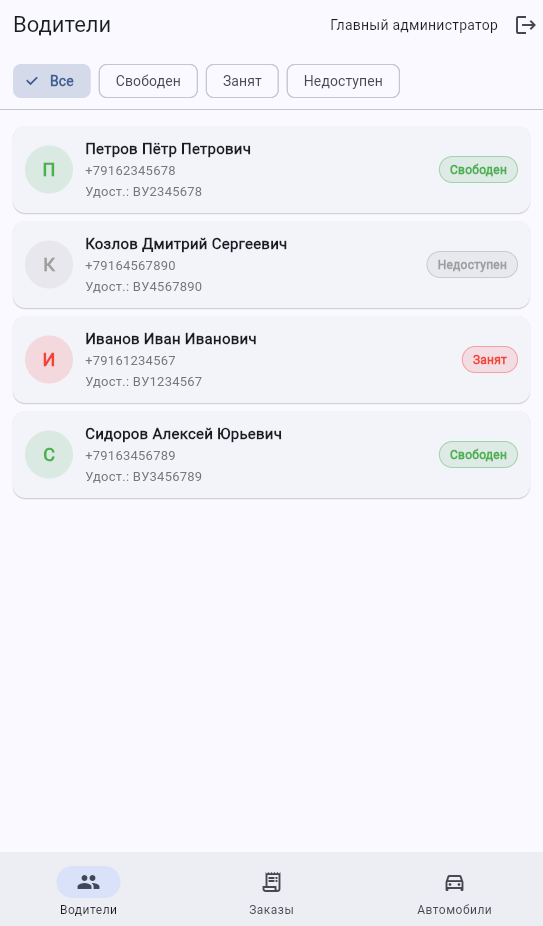 Водители
Главный администратор
Все
Свободен
Занят
Недоступен
П
Петров Пётр Петрович
+79162345678
Удост.: ВУ2345678
Свободен
К
Козлов Дмитрий Сергеевич
+79164567890
Удост.: ВУ4567890
Недоступен
И
Иванов Иван Иванович
+79161234567
Удост.: ВУ1234567
Занят
С
Сидоров Алексей Юрьевич
+79163456789
Удост.: ВУ3456789
Свободен
Водители
Заказы
Автомобили